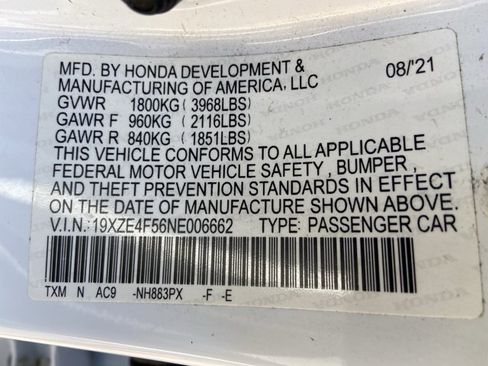 MFD. BY HONDA DEVELOPMENT & 08/'21
MANUFACTURING OF AMERICA, LLC
GVWR 1800KG ( 3968LBS)
GAWR F 960KG ( 2116LBS)
GAWR R 840KG ( 1851LBS)
THIS VEHICLE CONFORMS TO ALL APPLICABLE
FEDERAL MOTOR VEHICLE SAFETY , BUMPER,
AND THEFT PREVENTION STANDARDS IN EFFECT
ON THE DATE OF MANUFACTURE SHOWN ABOVE.
V.I.N.: 19XZE4F56NE006662 TYPE: PASSENGER CAR
TXM N AC9 -NH883PX -F -E